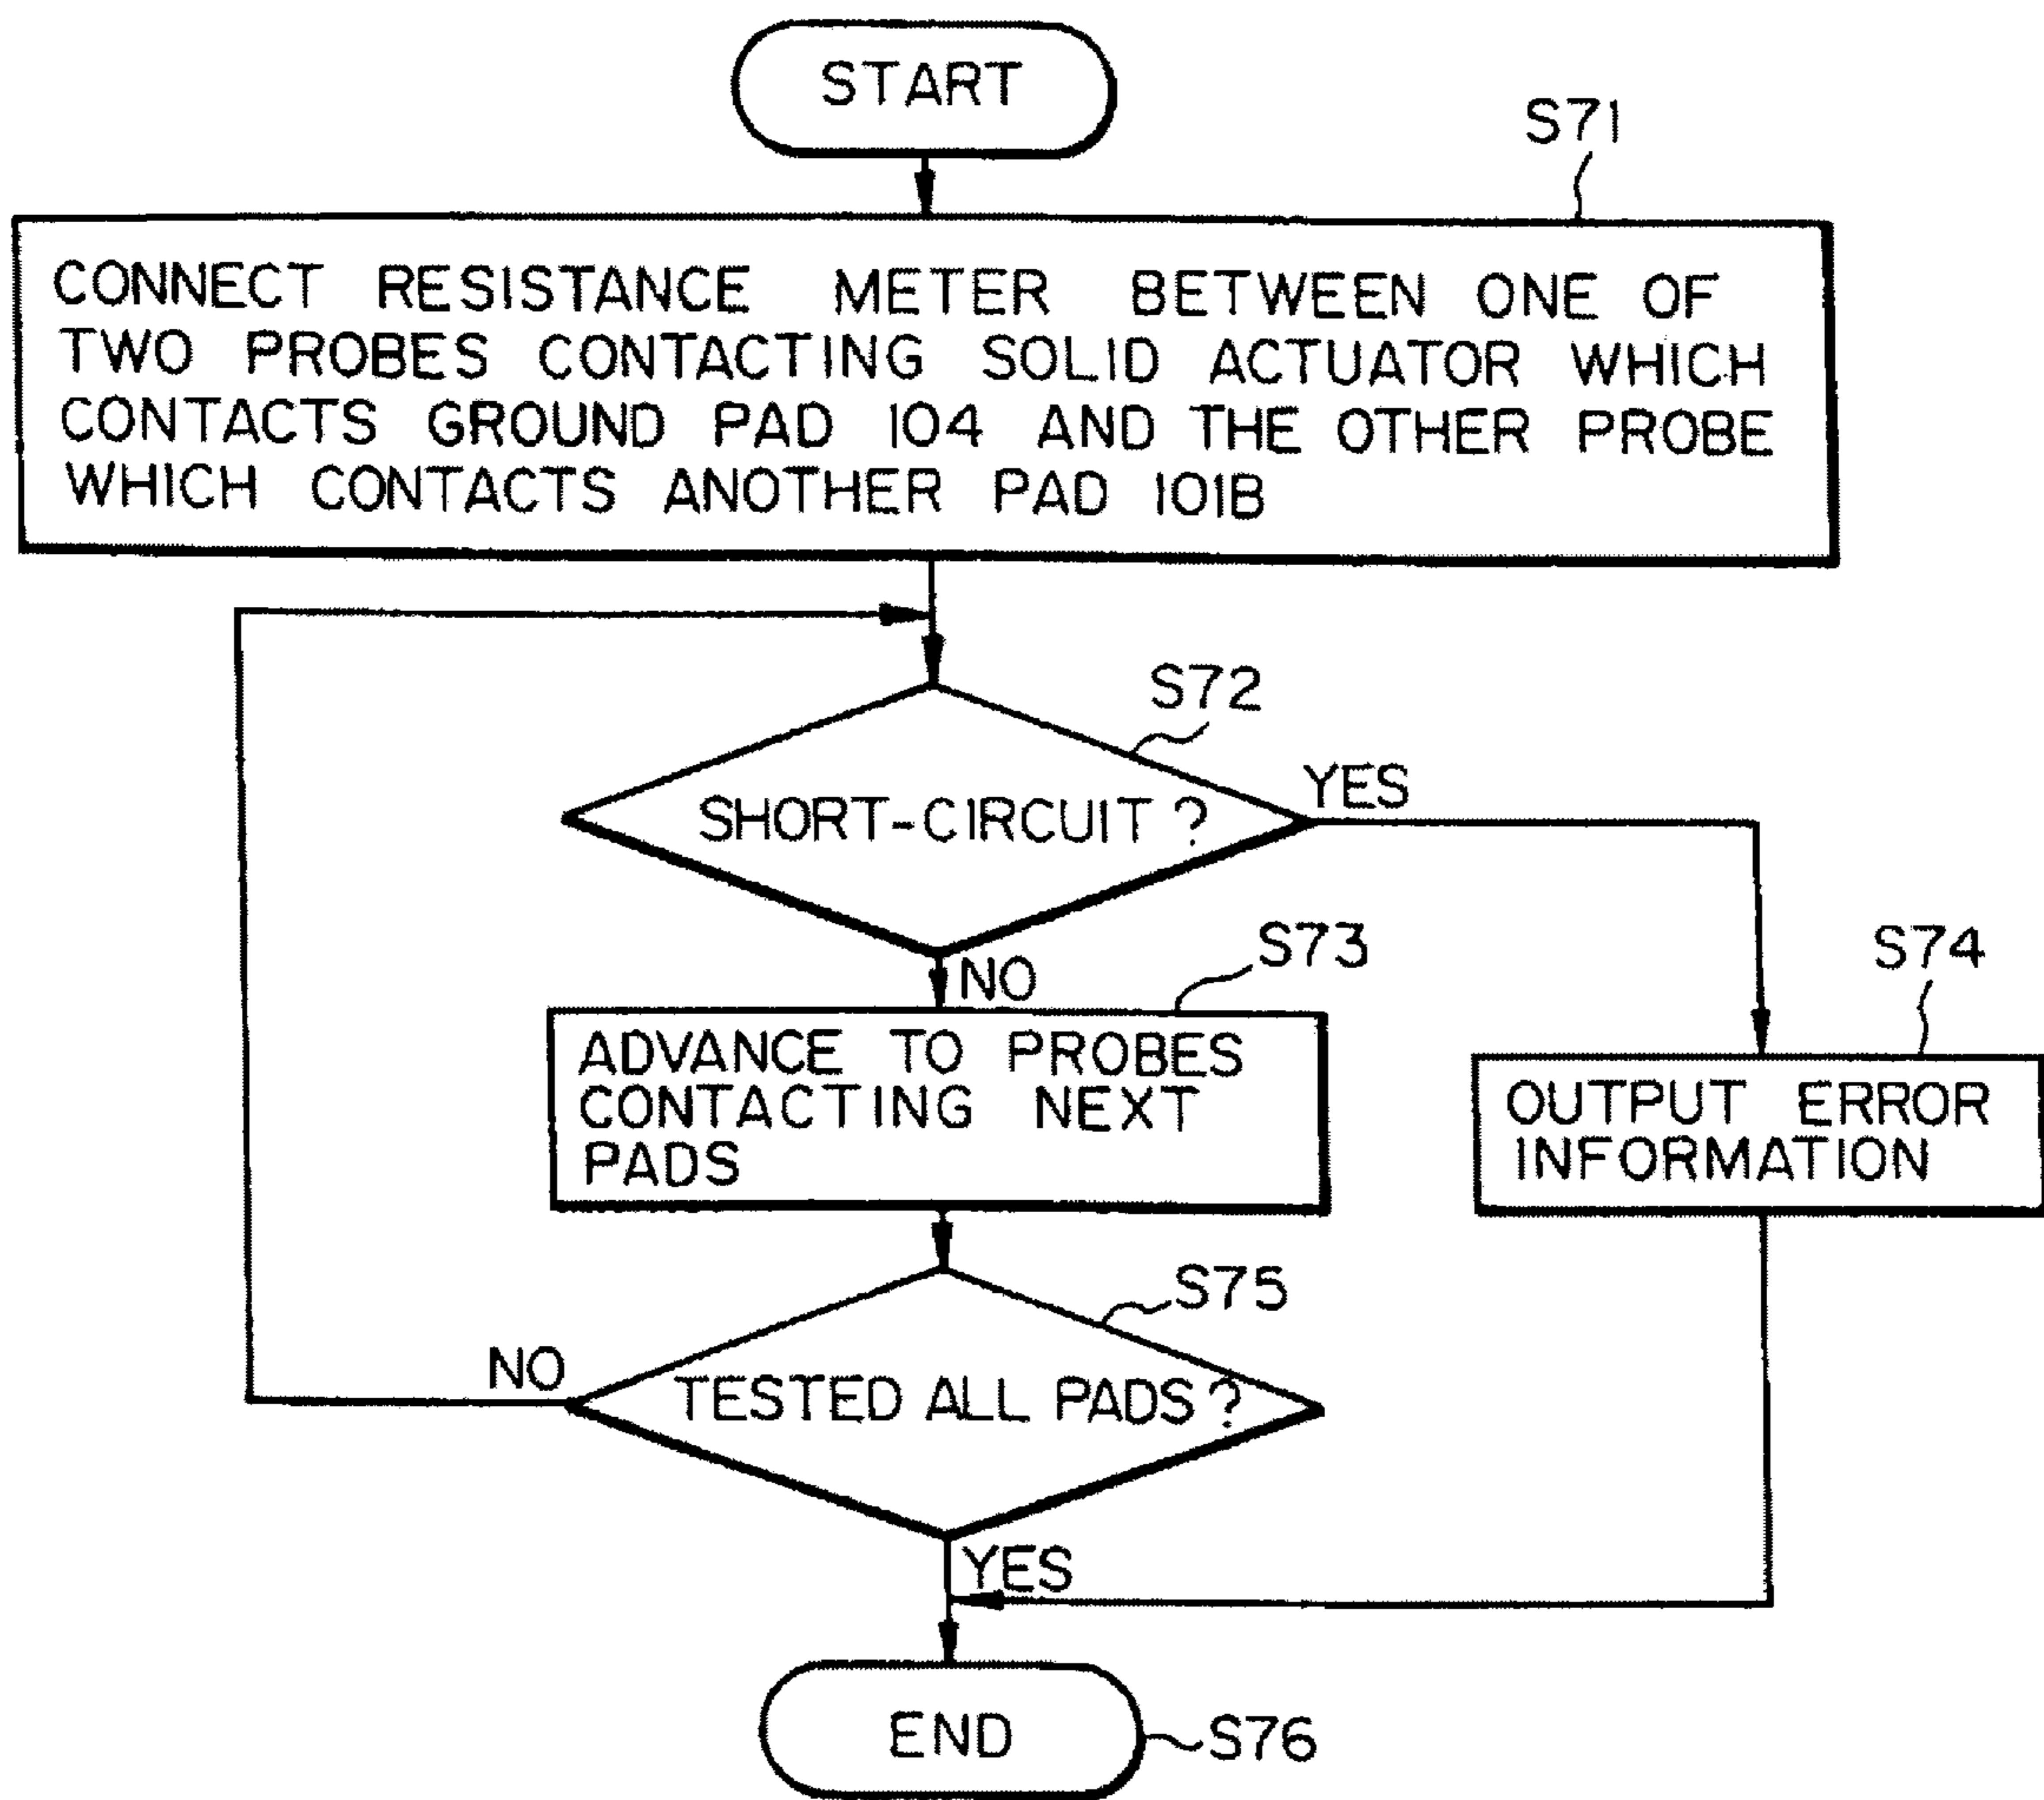 START
S71
CONNECT RESISTANCE METER BETWEEN ONE OF
TWO PROBES CONTACTING SOLID ACTUATOR WHICH
CONTACTS GROUND PAD 104 AND THE OTHER PROBE
WHICH CONTACTS ANOTHER PAD 101B
S72
SHORT-CIRCUIT ?
YES
NO
S73
ADVANCE TO PROBES
CONTACTING NEXT
PADS
S74
OUTPUT ERROR
INFORMATION
S75
TESTED ALL PADS ?
NO
YES
END
S76